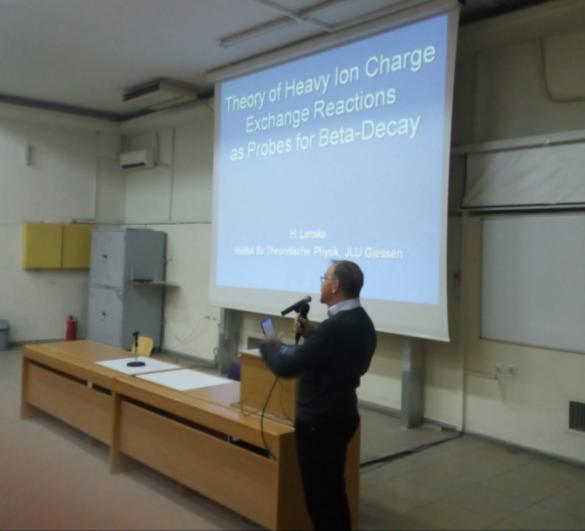 Theory of Heavy Ion Charge
Exchange Reactions
as Probes for Beta-Decay
H. Lenske
Institut für Theoretische Physik, JLU Giessen